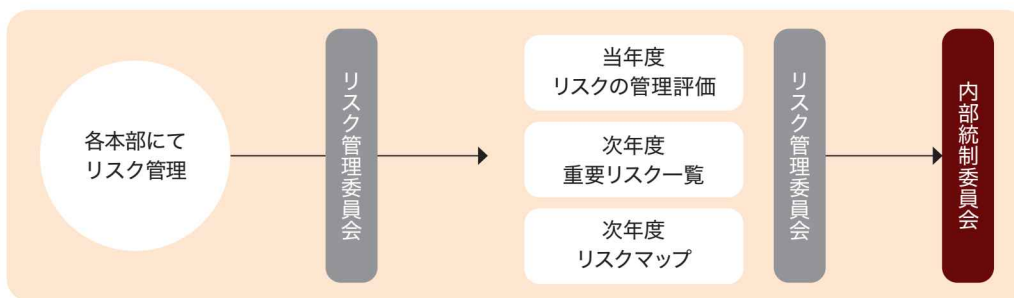 各本部にて
リスク管理
リスク管理委員会
当年度
リスクの管理評価
次年度
重要リスク一覧
次年度
リスクマップ
リスク管理委員会
内部統制委員会